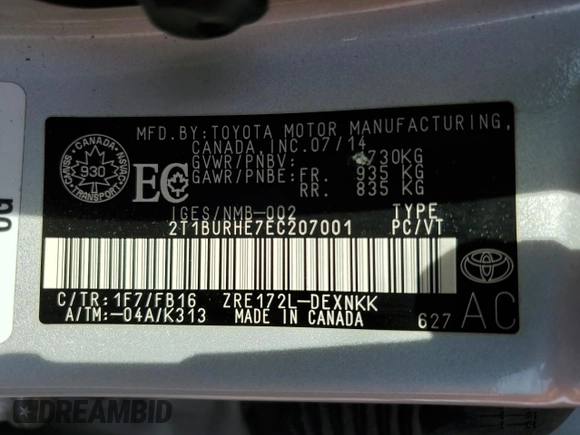 MFD.BY:TOYOTA MOTOR MANUFACTURING,
CANADA, INC.07/14
GVWR/PNBV: 1730KG
GAWR/PNBE:FR. 935 KG
RR. 835 KG
CANADA
930
EC
IGES/NMB-002 TYPE
2T1BURHE7EC207001 PC/VT
C/TR:1F7/FB16 ZRE172L-DEXNKK
A/TM:-04A/K313 MADE IN CANADA
627 AC
DREAMBID